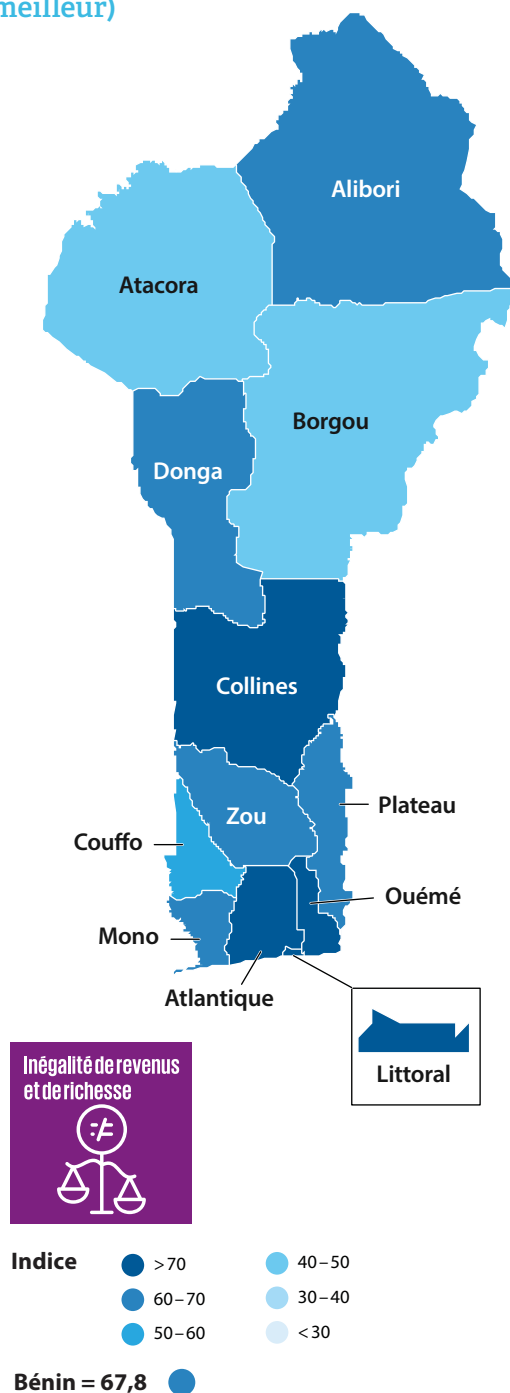 meilleur)
Alibori
Atacora
Borgou
Donga
Collines
Zou
Plateau
Couffo
Ouémé
Mono
Atlantique
Littoral
Inégalité de revenus
et de richesse
Indice
>70
60–70
50–60
40–50
30–40
<30
Bénin = 67,8